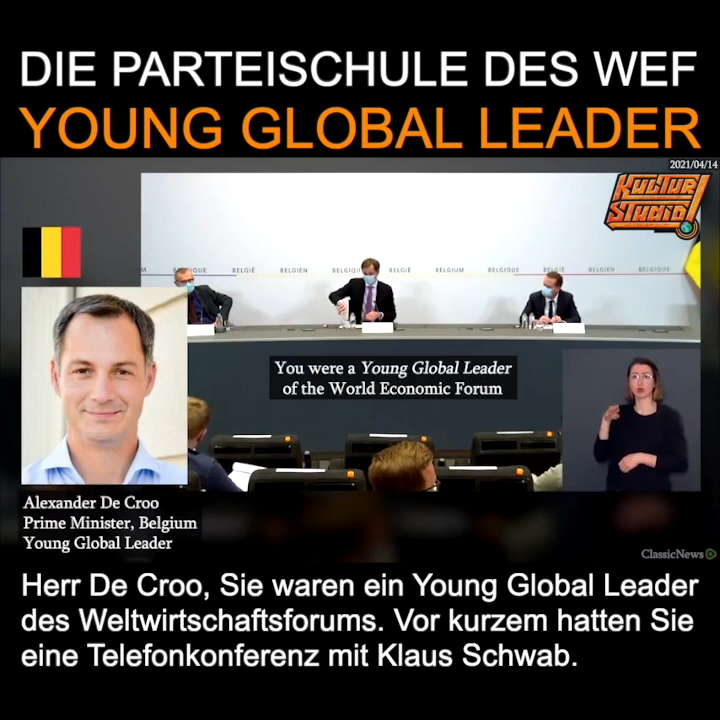 DIE PARTEISCHULE DES WEF
YOUNG GLOBAL LEADER
2021/04/14
KULTUR
STUDIO!
BELGIQUE BELGIË BELGIEN BELGIQUE BELGIË BELGIUM BELGIQUE BELGIË BELGIEN BELGIQUE
You were a Young Global Leader
of the World Economic Forum
Alexander De Croo
Prime Minister, Belgium
Young Global Leader
ClassicNews
Herr De Croo, Sie waren ein Young Global Leader
des Weltwirtschaftsforums. Vor kurzem hatten Sie
eine Telefonkonferenz mit Klaus Schwab.